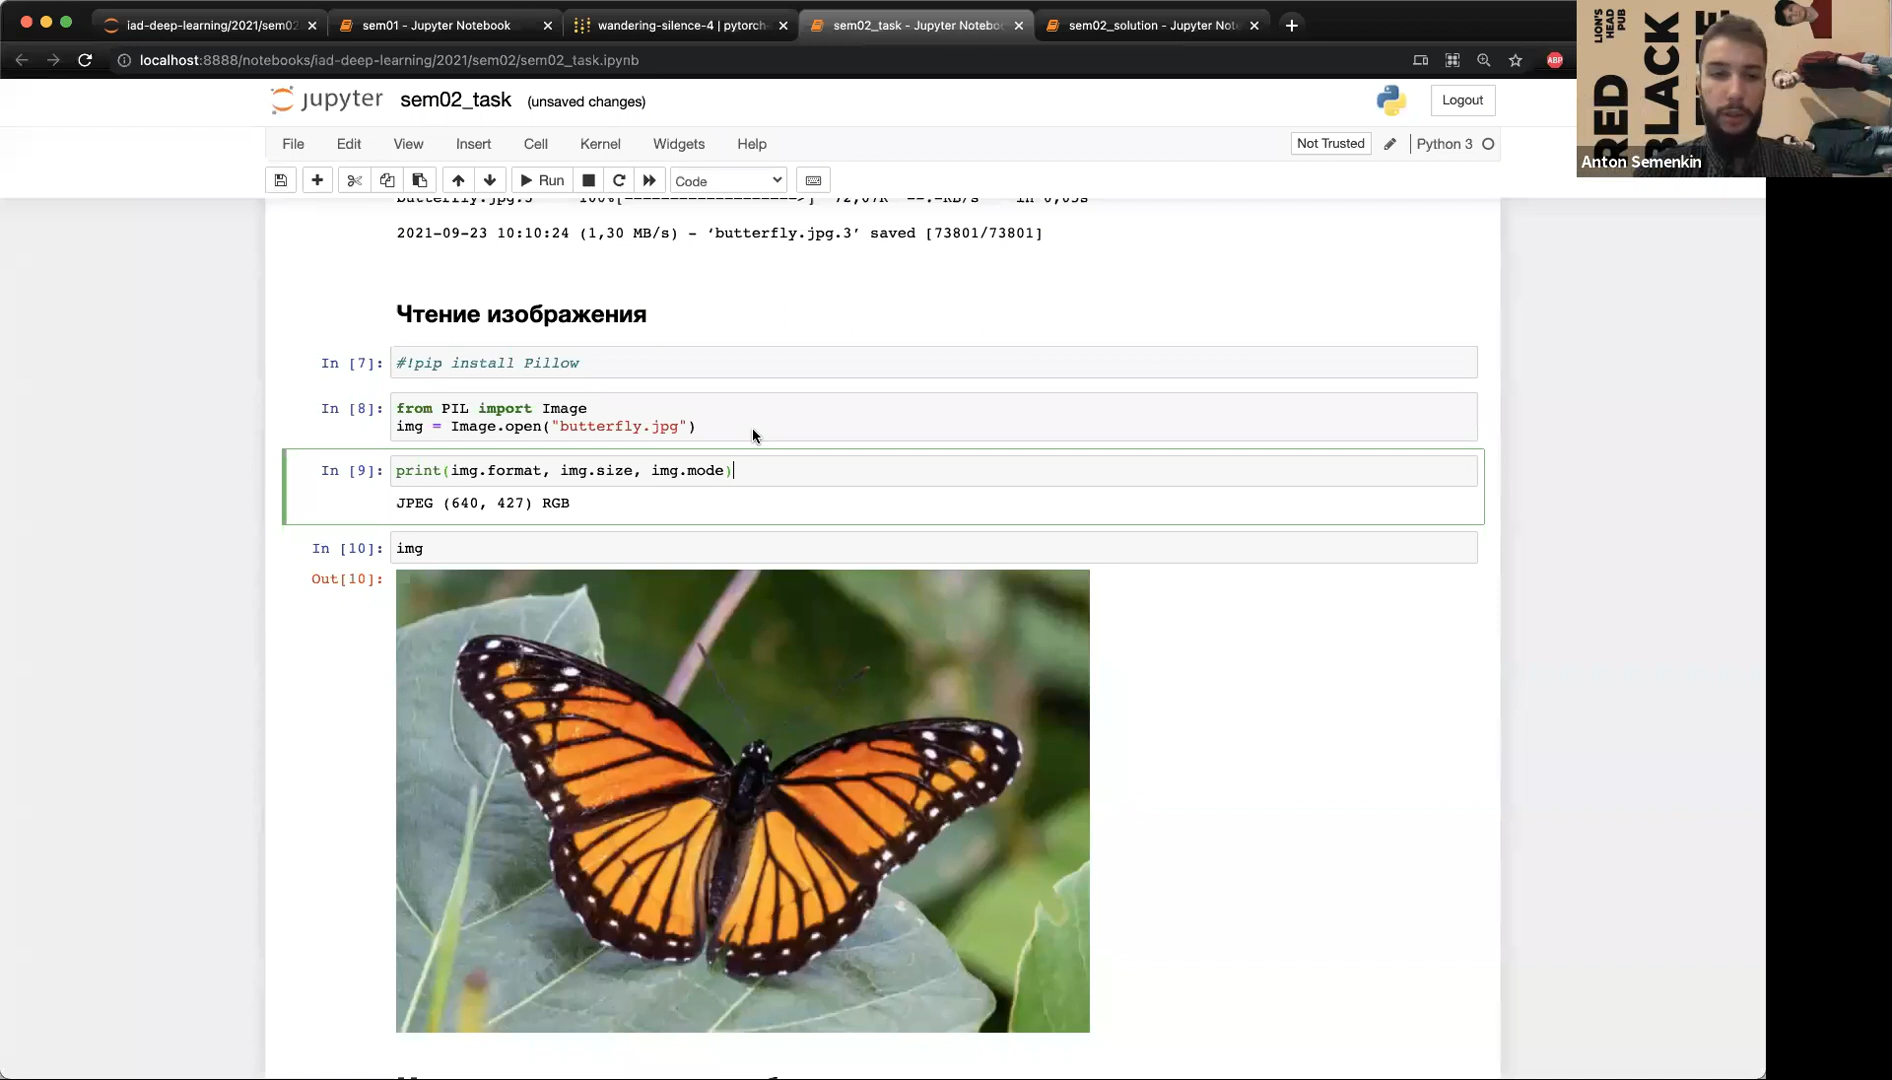 iad-deep-learning/2021/sem02
sem01 - Jupyter Notebook
wandering-silence-4 | pytorch-
sem02_task - Jupyter Notebo
sem02_solution - Jupyter Not
localhost:8888/notebooks/iad-deep-learning/2021/sem02/sem02_task.ipynb
ABP
LION'S
HEAD
PUB
RED
BLACK
Anton Semenkin
jupyter sem02_task (unsaved changes)
Logout
File Edit View Insert Cell Kernel Widgets Help
Not Trusted
Python 3
Run
Code
2021-09-23 10:10:24 (1,30 MB/s) - ‘butterfly.jpg.3’ saved [73801/73801]
Чтение изображения
In [7]: #!pip install Pillow
In [8]: from PIL import Image
img = Image.open("butterfly.jpg")
In [9]: print(img.format, img.size, img.mode)
JPEG (640, 427) RGB
In [10]: img
Out[10]: